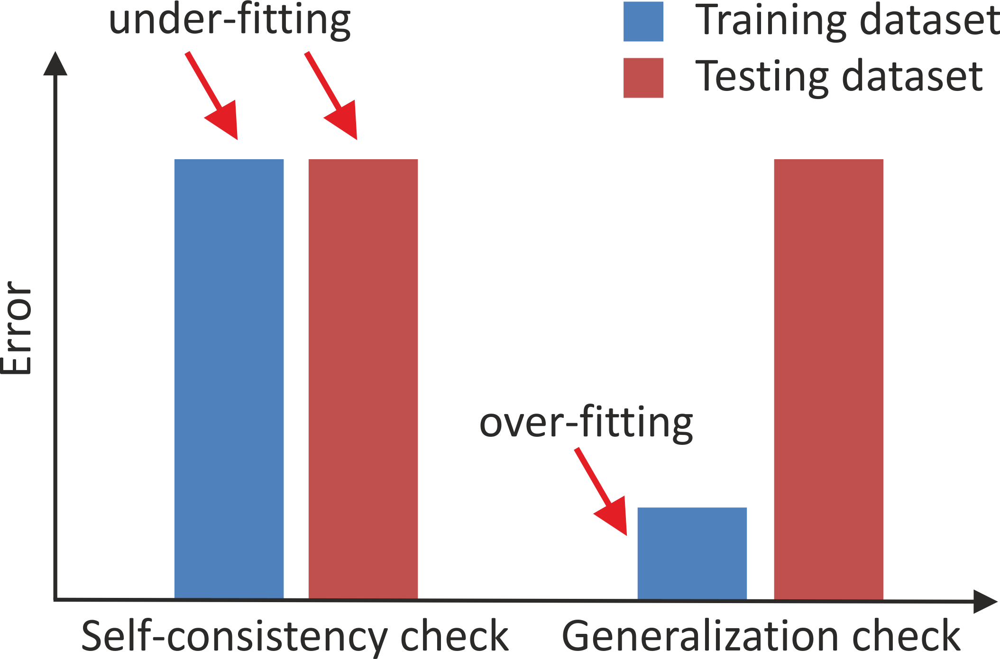 under-fitting
Training dataset
Testing dataset
Error
over-fitting
Self-consistency check
Generalization check